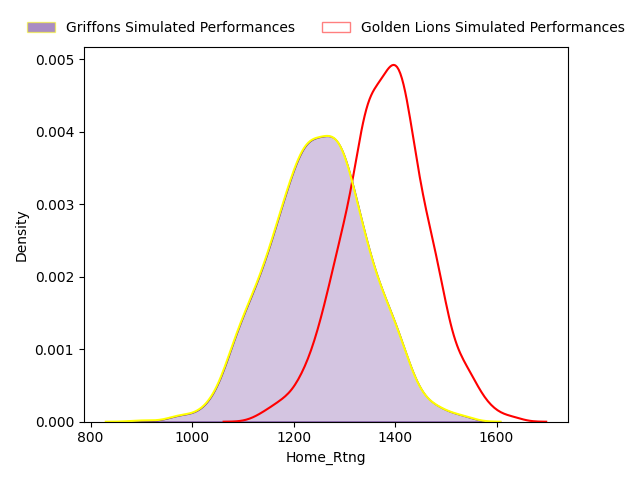 Griffons Simulated Performances
Golden Lions Simulated Performances
0.005
0.004
0.003
0.002
0.001
0.000
Density
800
1000
1200
1400
1600
Home_Rtng